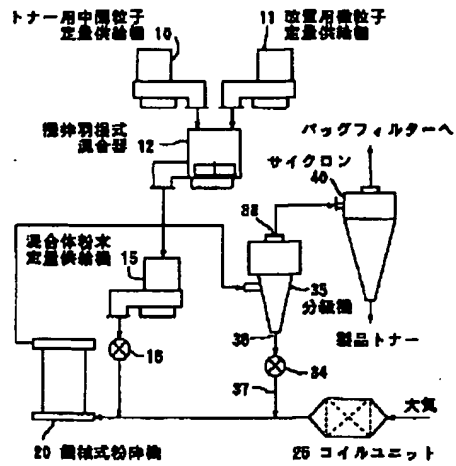 トナー用中間粒子
定量供給機 10
11 改質用微粒子
定量供給機
撹拌羽根式
混合器 12
バッグフィルターへ
サイクロン
40
38
混合体粉末
定量供給機
15
35
分級機
36
製品トナー
16
34
37
大気
20 機械式粉砕機
25 コイルユニット